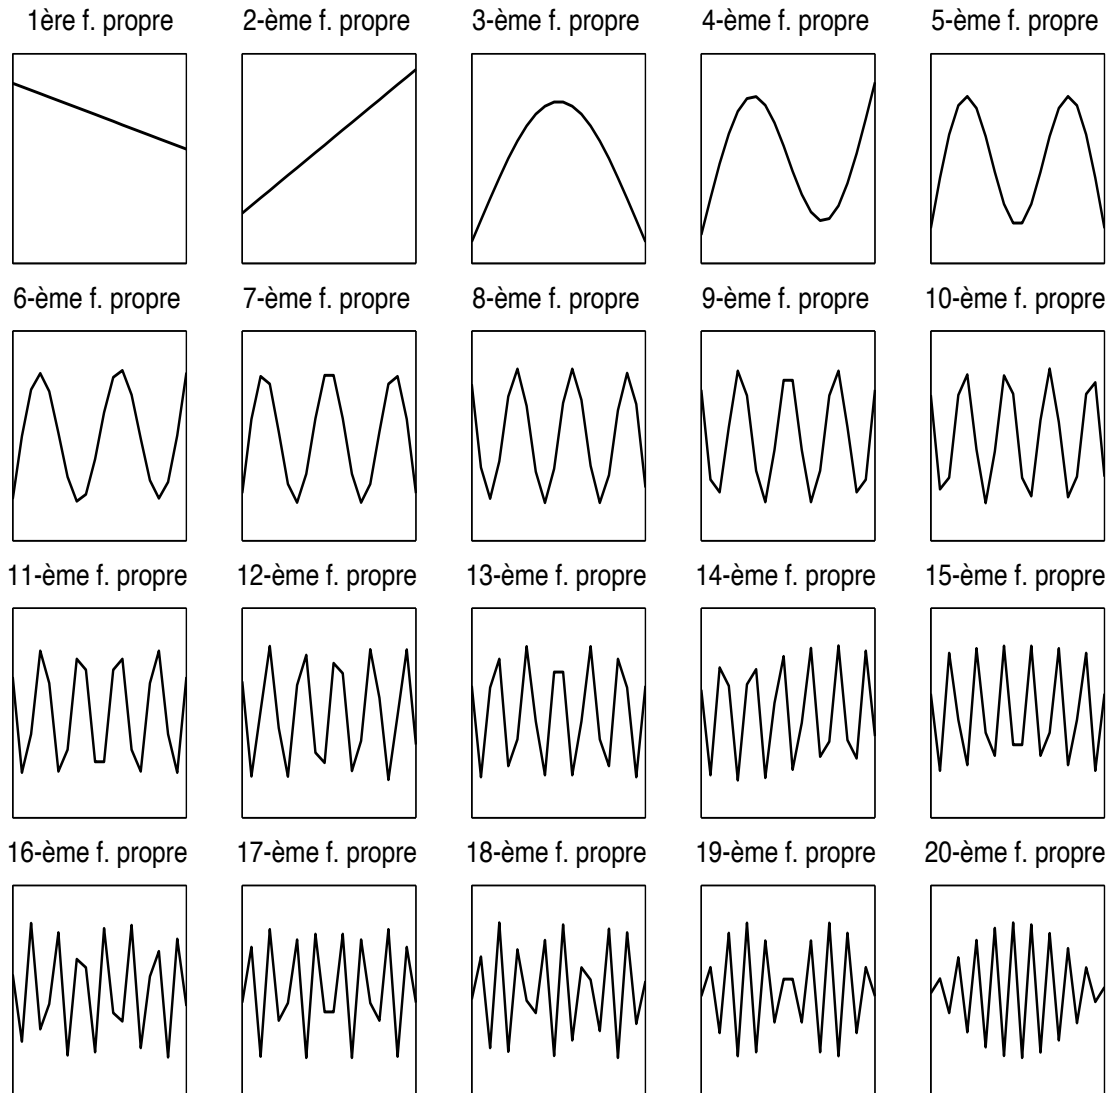 1ère f. propre
2-ème f. propre
3-ème f. propre
4-ème f. propre
5-ème f. propre
6-ème f. propre
7-ème f. propre
8-ème f. propre
9-ème f. propre
10-ème f. propre
11-ème f. propre
12-ème f. propre
13-ème f. propre
14-ème f. propre
15-ème f. propre
16-ème f. propre
17-ème f. propre
18-ème f. propre
19-ème f. propre
20-ème f. propre